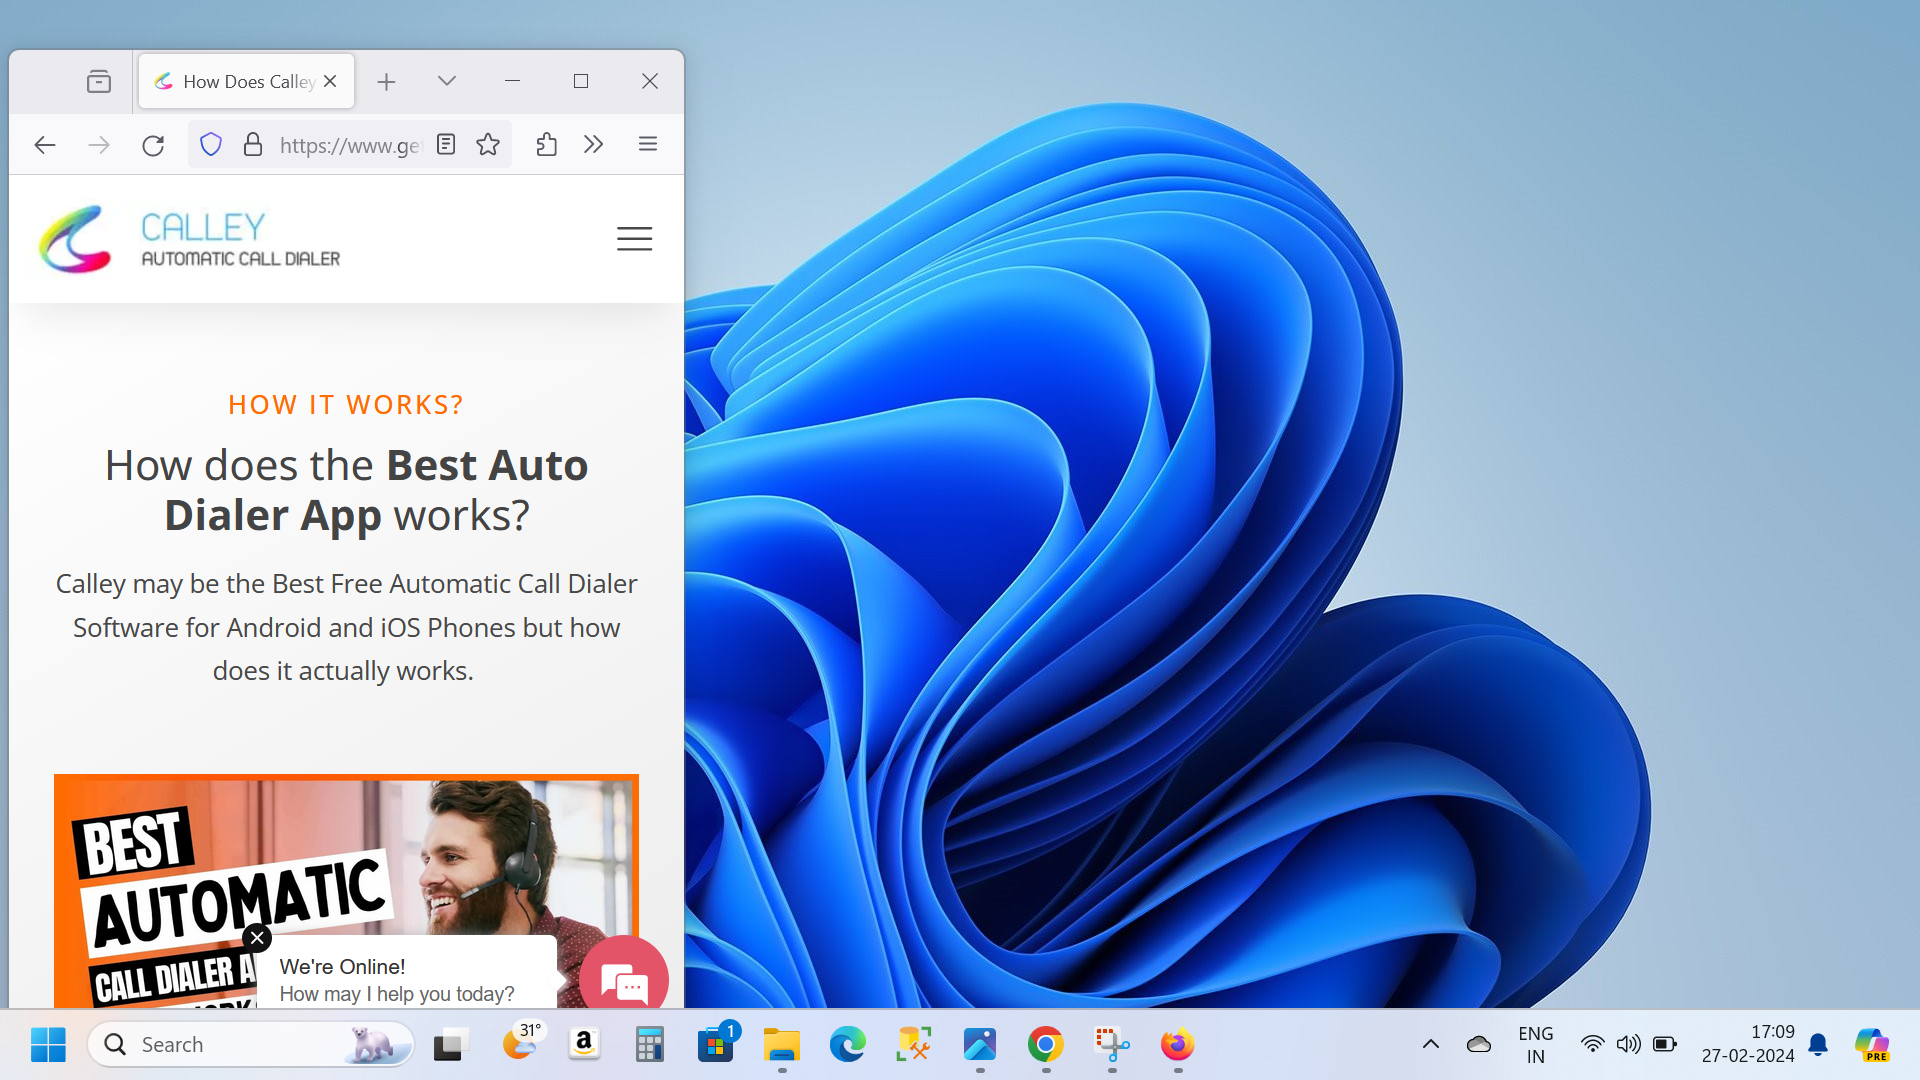 How Does Calley
https://www.get
CALLEY
AUTOMATIC CALL DIALER
HOW IT WORKS?
How does the Best Auto
Dialer App works?
Calley may be the Best Free Automatic Call Dialer
Software for Android and iOS Phones but how
does it actually works.
BEST
AUTOMATIC
CALL DIALER A
We're Online!
How may I help you today?
Search
31°
a
1
ENG
IN
17:09
27-02-2024
PRE